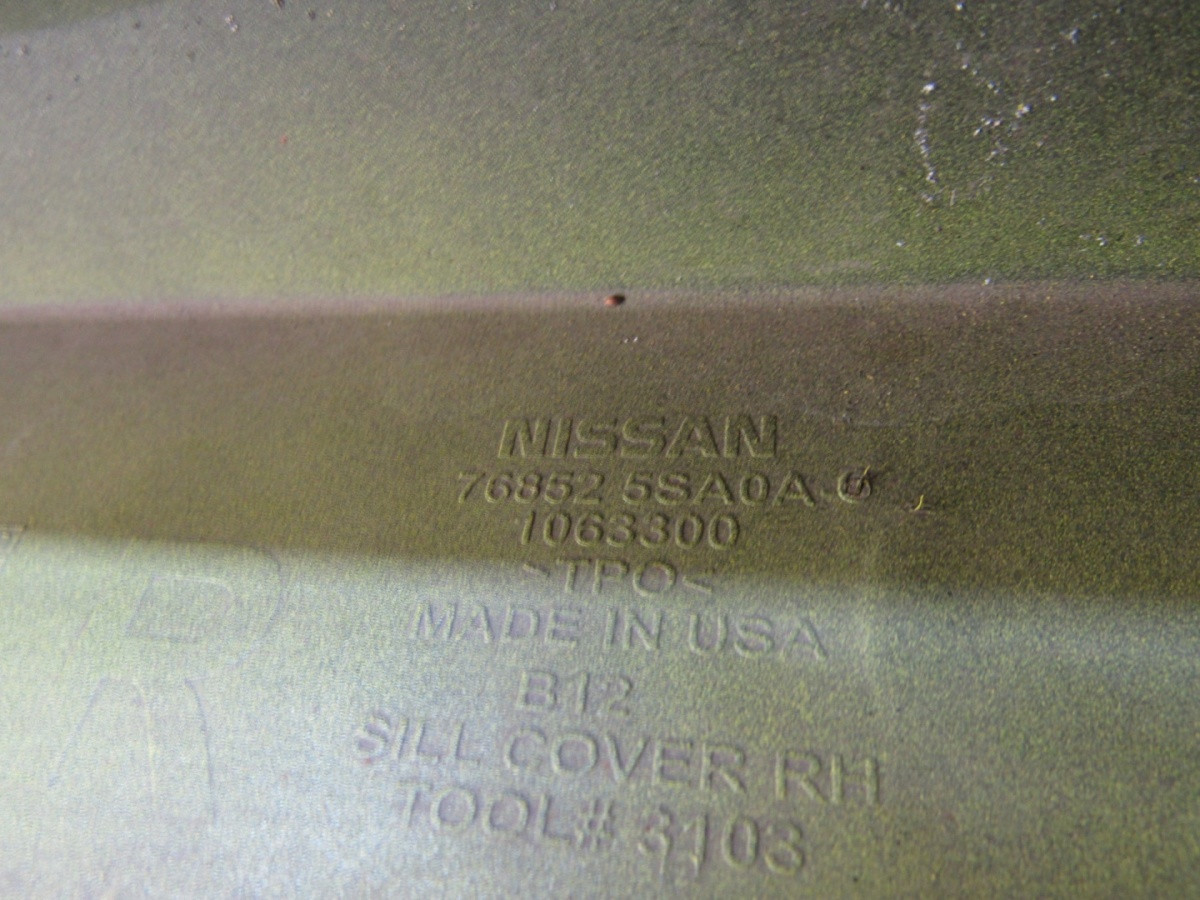 NISSAN
76852 5SA0A
1063300
>TPO<
MADE IN USA
B12
SILL COVER RH
TOOL# 3103